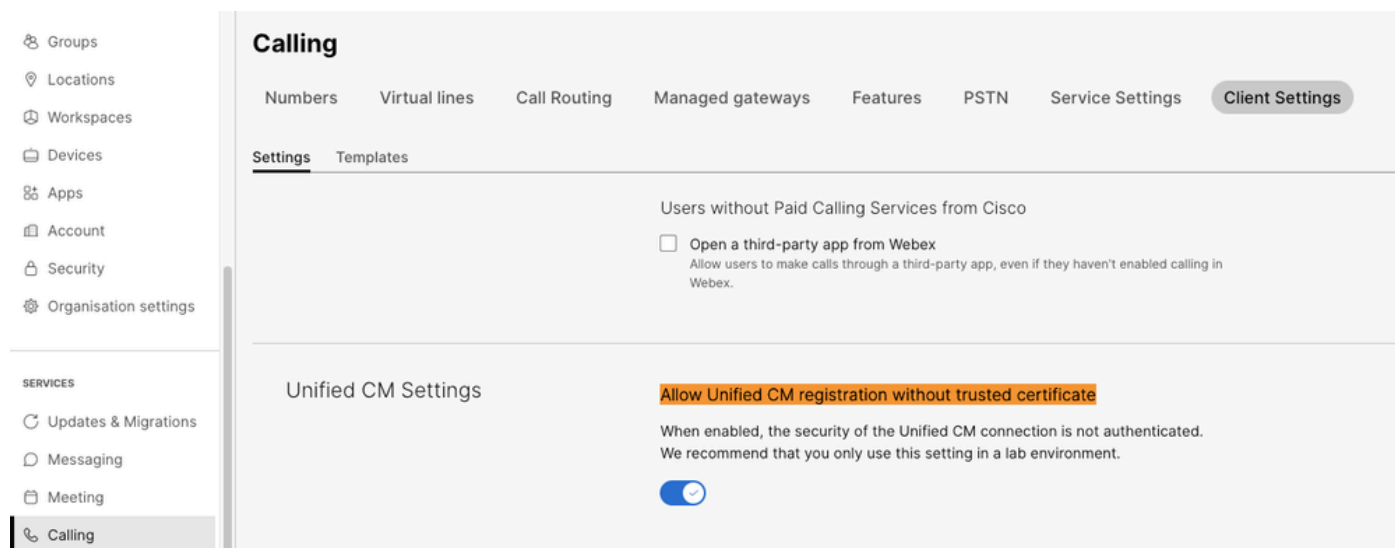 Groups
Locations
Workspaces
Devices
Apps
Account
Security
Organisation settings
SERVICES
Updates & Migrations
Messaging
Meeting
Calling
Calling
Numbers Virtual lines Call Routing Managed gateways Features PSTN Service Settings Client Settings
Settings Templates
Users without Paid Calling Services from Cisco
Open a third-party app from Webex
Allow users to make calls through a third-party app, even if they haven't enabled calling in
Webex.
Unified CM Settings
Allow Unified CM registration without trusted certificate
When enabled, the security of the Unified CM connection is not authenticated.
We recommend that you only use this setting in a lab environment.